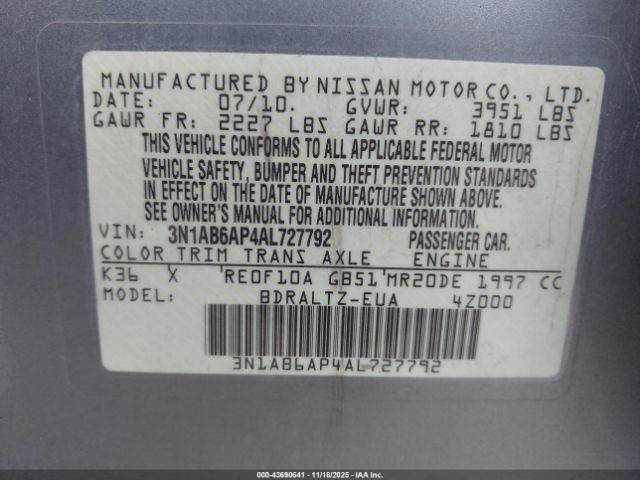 MANUFACTURED BY NISSAN MOTOR CO., LTD.
DATE: 07/10. GVWR: 3951 LBS
GAWR FR: 2227 LBS GAWR RR: 1810 LBS
THIS VEHICLE CONFORMS TO ALL APPLICABLE FEDERAL MOTOR
VEHICLE SAFETY, BUMPER AND THEFT PREVENTION STANDARDS
IN EFFECT ON THE DATE OF MANUFACTURE SHOWN ABOVE.
SEE OWNER'S MANUAL FOR ADDITIONAL INFORMATION.
VIN: 3N1AB6AP4AL727792 PASSENGER CAR.
COLOR TRIM TRANS AXLE ENGINE
K36 X RE0F10A GB51 MR20DE 1997 CC
MODEL: BDRALTZ-EUA 4Z000
3N1AB6AP4AL727792
000-43690641 - 11/18/2025 - IAAI.COM